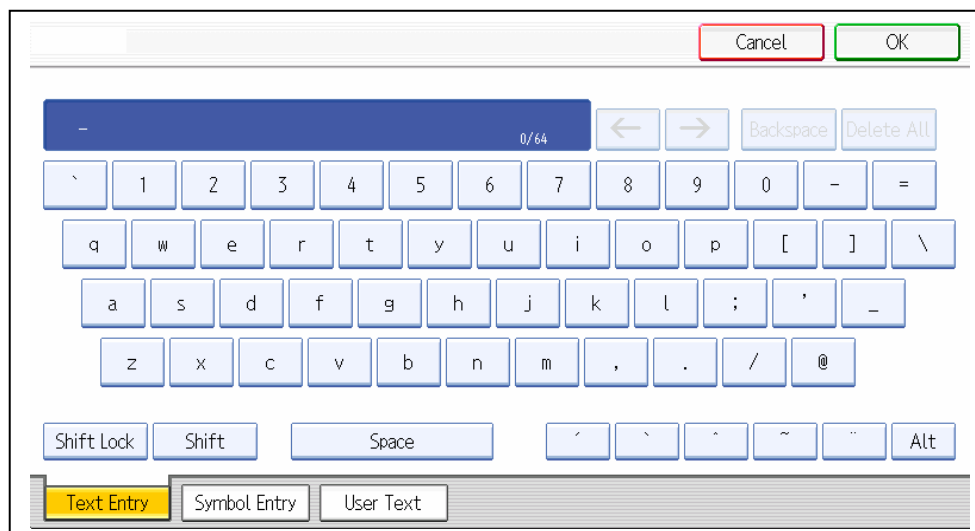 Cancel OK
_
0/64 ← → Backspace Delete All
` 1 2 3 4 5 6 7 8 9 0 - =
q w e r t y u i o p [ ] \
a s d f g h j k l ; ' _
z x c v b n m , . / @
Shift Lock Shift Space ´ ` ^ ~ ¨ Alt
Text Entry Symbol Entry User Text